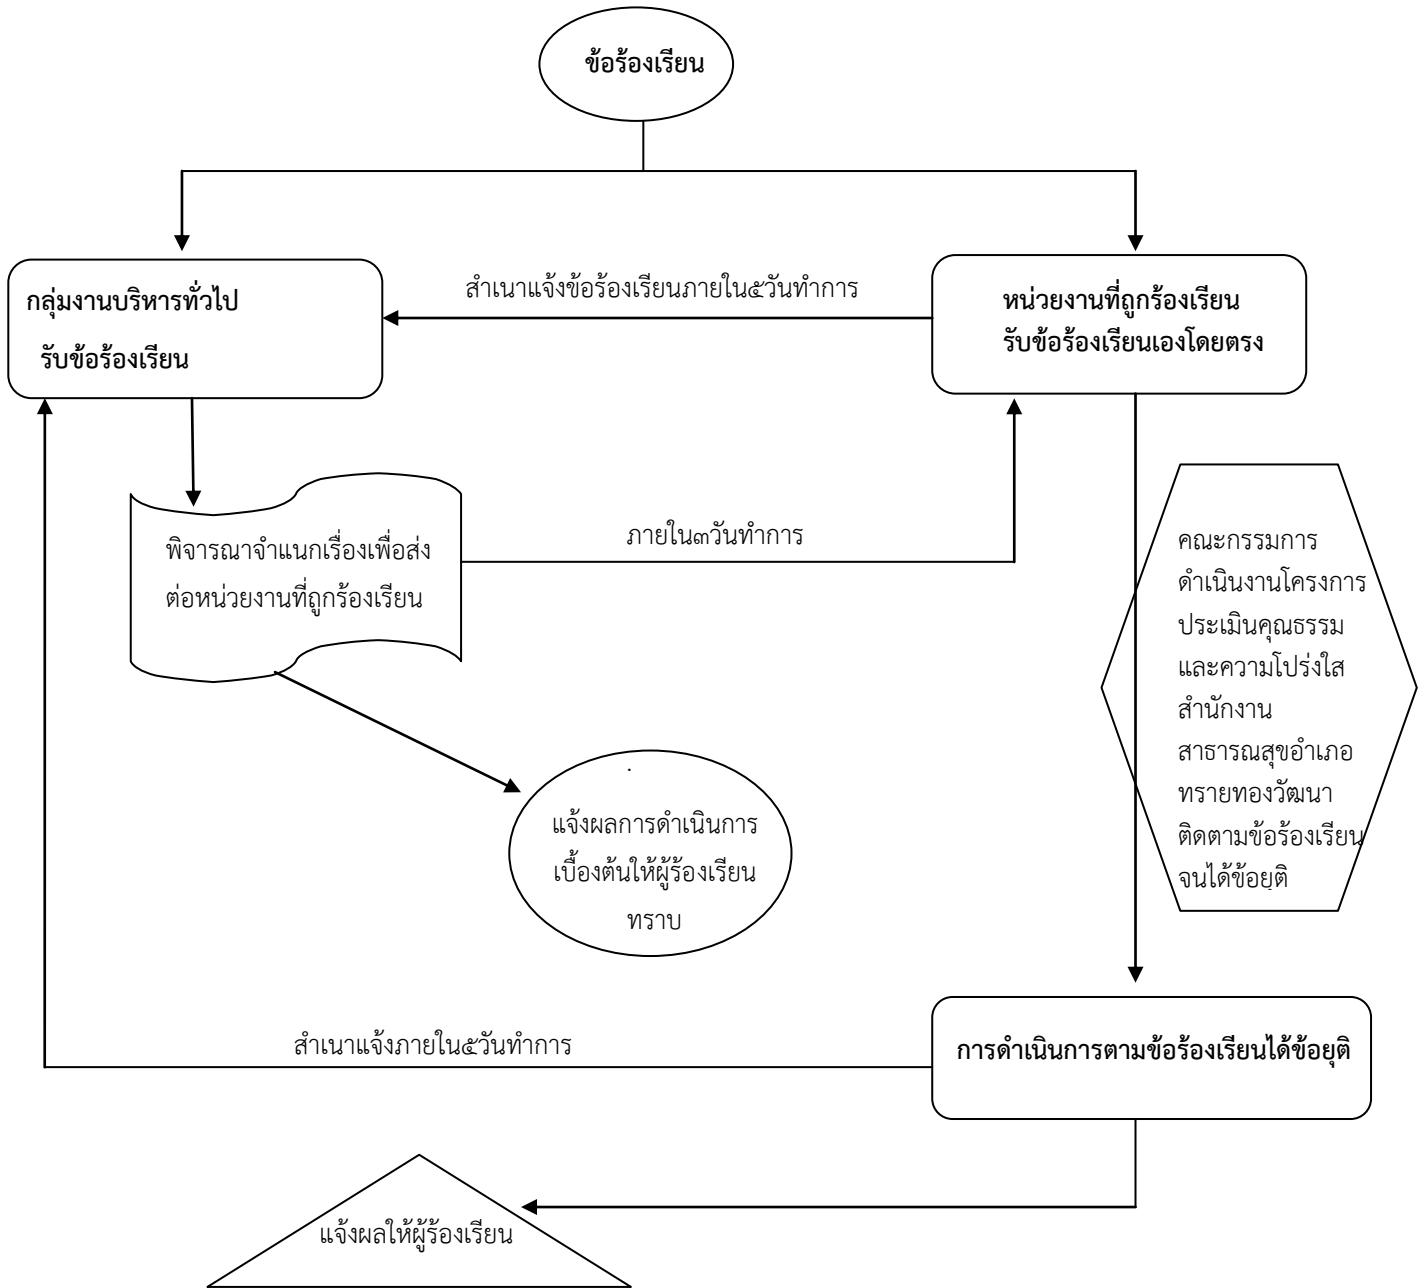 ข้อร้องเรียน
กลุ่มงานบริหารทั่วไป
รับข้อร้องเรียน
สำเนาแจ้งข้อร้องเรียนภายใน๕วันทำการ
หน่วยงานที่ถูกร้องเรียน
รับข้อร้องเรียนเองโดยตรง
พิจารณาจำแนกเรื่องเพื่อส่ง
ต่อหน่วยงานที่ถูกร้องเรียน
ภายใน๓วันทำการ
คณะกรรมการ
ดำเนินงานโครงการ
ประเมินคุณธรรม
และความโปร่งใส
สำนักงาน
สาธารณสุขอำเภอ
ทรายทองวัฒนา
ติดตามข้อร้องเรียน
จนได้ข้อยุติ
.
แจ้งผลการดำเนินการ
เบื้องต้นให้ผู้ร้องเรียน
ทราบ
สำเนาแจ้งภายใน๕วันทำการ
การดำเนินการตามข้อร้องเรียนได้ข้อยุติ
แจ้งผลให้ผู้ร้องเรียน